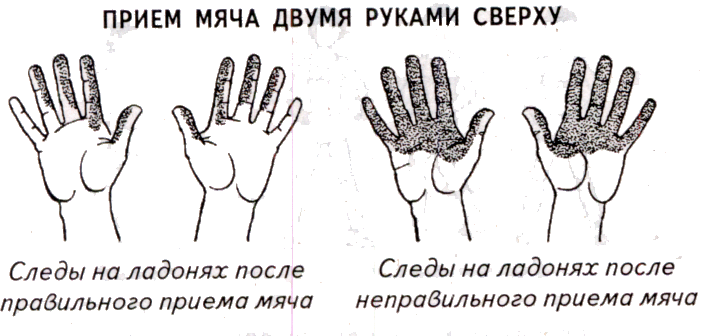 ПРИЕМ МЯЧА ДВУМЯ РУКАМИ СВЕРХУ
Следы на ладонях после
правильного приема мяча
Следы на ладонях после
неправильного приема мяча